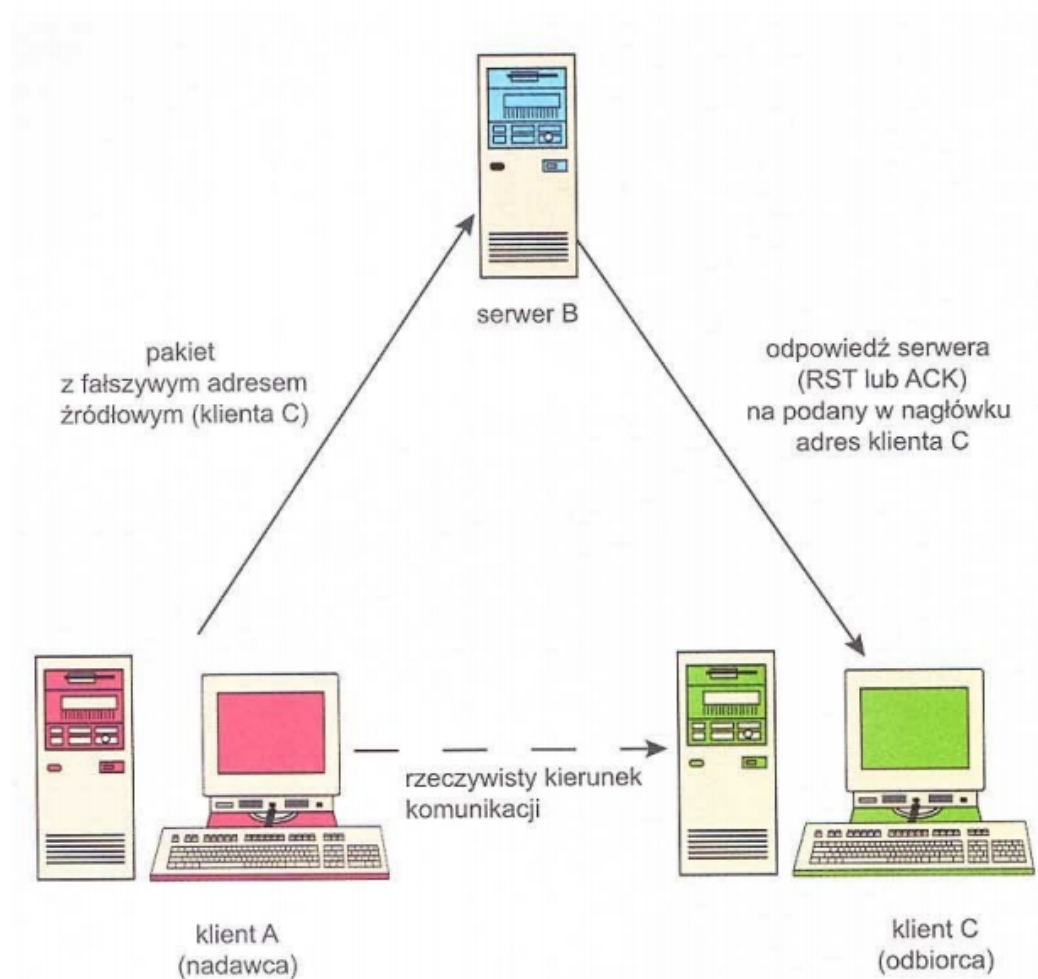 serwer B
pakiet
z fałszywym adresem
źródłowym (klienta C)
odpowiedź serwera
(RST lub ACK)
na podany w nagłówku
adres klienta C
rzeczywisty kierunek
komunikacji
klient A
(nadawca)
klient C
(odbiorca)